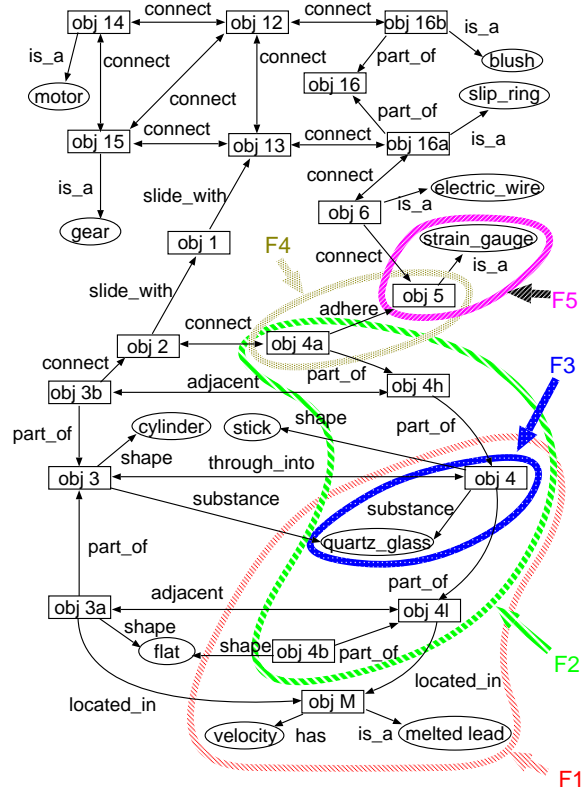 obj 14
connect
obj 12
connect
obj 16b
is_a
is_a
connect
part_of
blush
motor
connect
obj 16
slip_ring
part_of
obj 15
connect
obj 13
connect
obj 16a
is_a
is_a
slide_with
connect
electric_wire
gear
obj 6
is_a
obj 1
F4
connect
strain_gauge
is_a
slide_with
obj 5
F5
adhere
connect
obj 2
obj 4a
connect
part_of
F3
obj 3b
adjacent
obj 4h
part_of
cylinder
stick
shape
part_of
shape
through_into
obj 3
obj 4
substance
substance
quartz_glass
part_of
adjacent
part_of
obj 3a
obj 4l
shape
shape
obj 4b
part_of
flat
F2
located_in
located_in
obj M
velocity
has
is_a
melted lead
F1